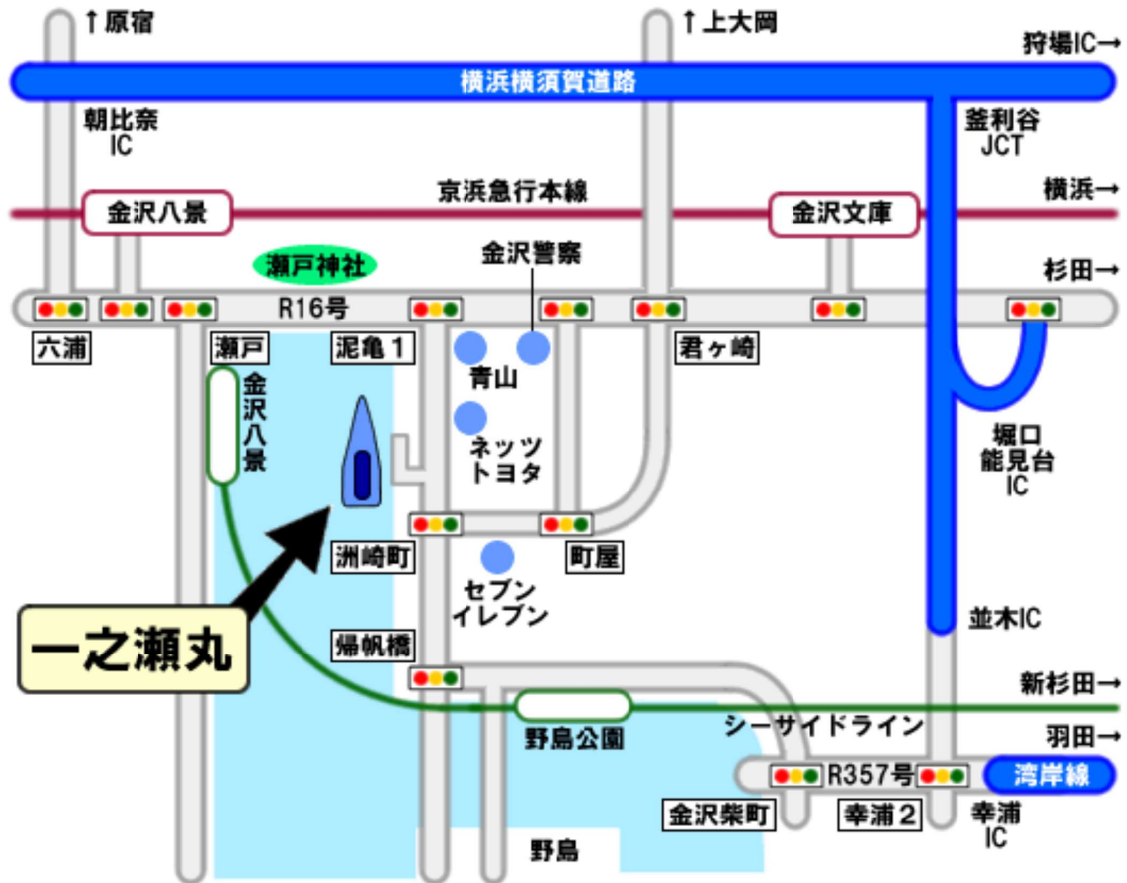 ↑原宿
↑上大岡
狩場IC→
横浜横須賀道路
朝比奈
IC
釜利谷
JCT
京浜急行本線
横浜→
金沢八景
金沢文庫
瀬戸神社
金沢警察
杉田→
R16号
六浦
瀬戸
泥亀1
君ヶ崎
青山
金沢八景
ネッツ
トヨタ
堀口
能見台
IC
洲崎町
町屋
セブン
イレブン
並木IC
一之瀬丸
帰帆橋
新杉田→
シーサイドライン
野島公園
羽田→
R357号
湾岸線
金沢柴町
幸浦2
幸浦
IC
野島